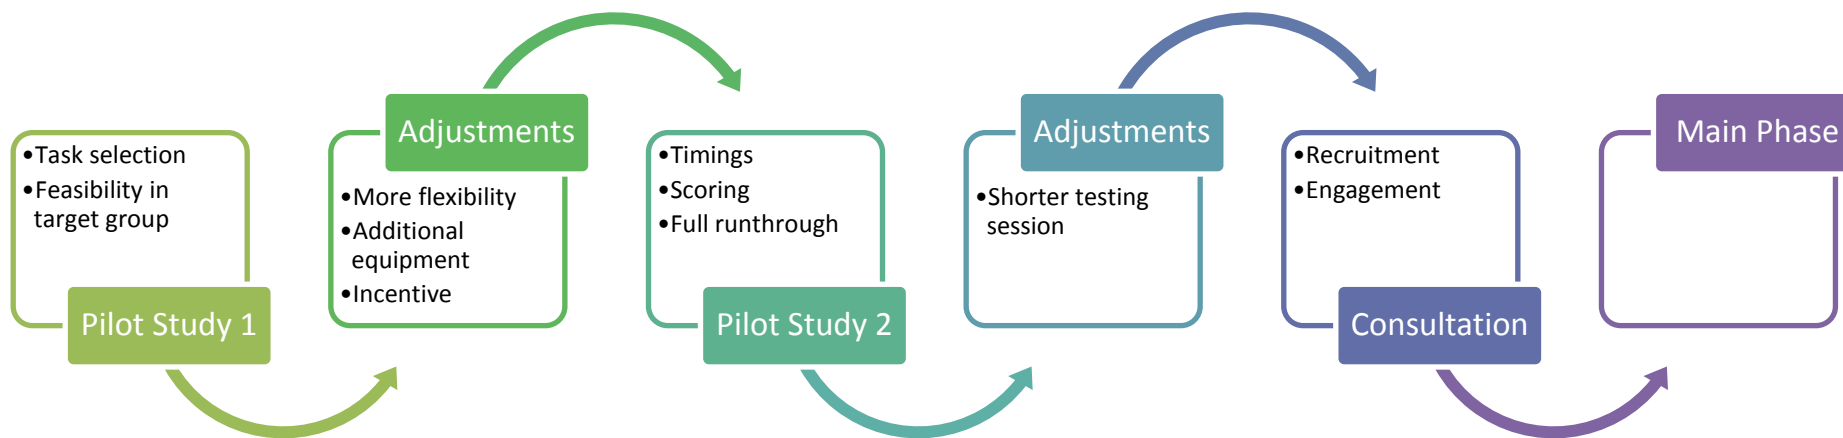 •Task selection
•Feasibility in
target group
Pilot Study 1
Adjustments
•More flexibility
•Additional
equipment
•Incentive
•Timings
•Scoring
•Full runthrough
Pilot Study 2
Adjustments
•Shorter testing
session
•Recruitment
•Engagement
Consultation
Main Phase